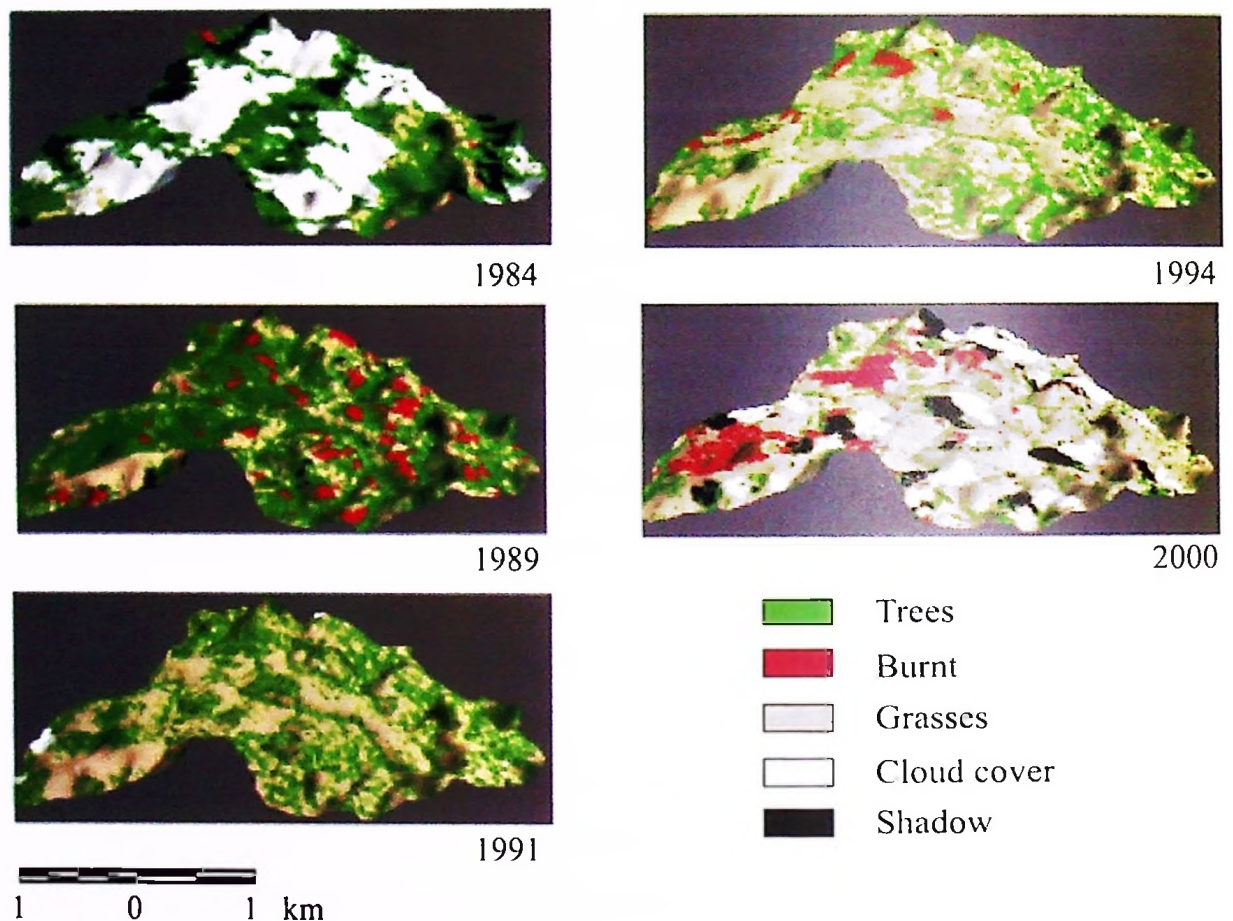 1984
1994
1989
2000
1991
Trees
Burnt
Grasses
Cloud cover
Shadow
1 0 1 km